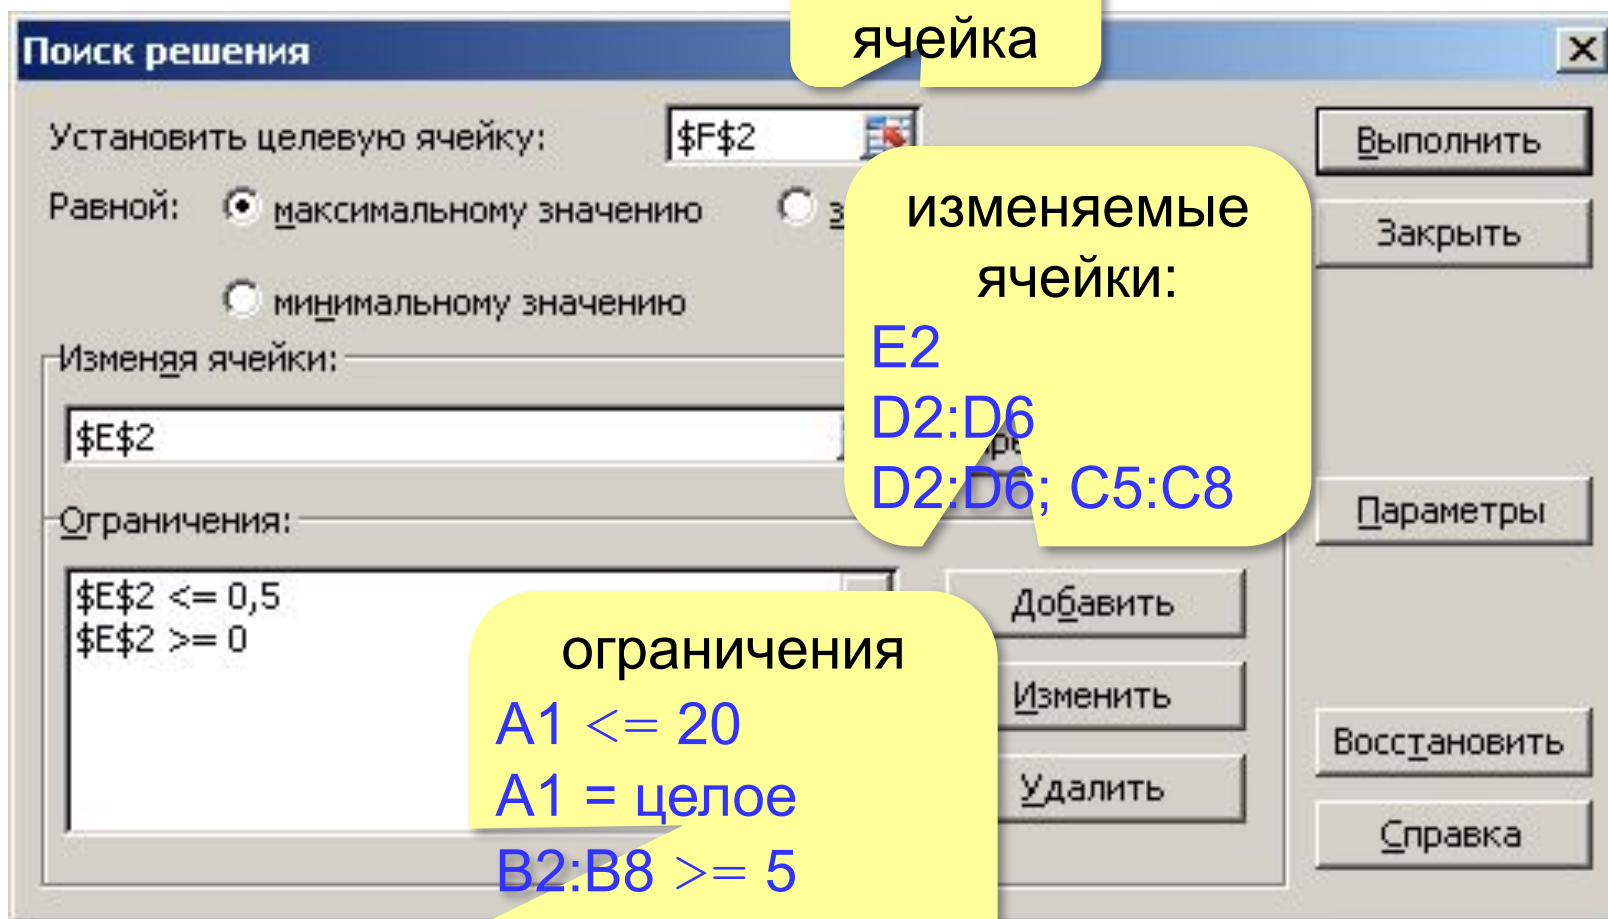 ячейка
Поиск решения
Установить целевую ячейку: $F$2
Выполнить
Равной: максимальному значению
Закрыть
минимальному значению
изменяемые
ячейки:
E2
D2:D6
D2:D6; C5:C8
Изменяя ячейки:
$E$2
Параметры
Ограничения:
$E$2 <= 0,5
$E$2 >= 0
Добавить
Изменить
Удалить
ограничения
A1 <= 20
A1 = целое
B2:B8 >= 5
Восстановить
Справка